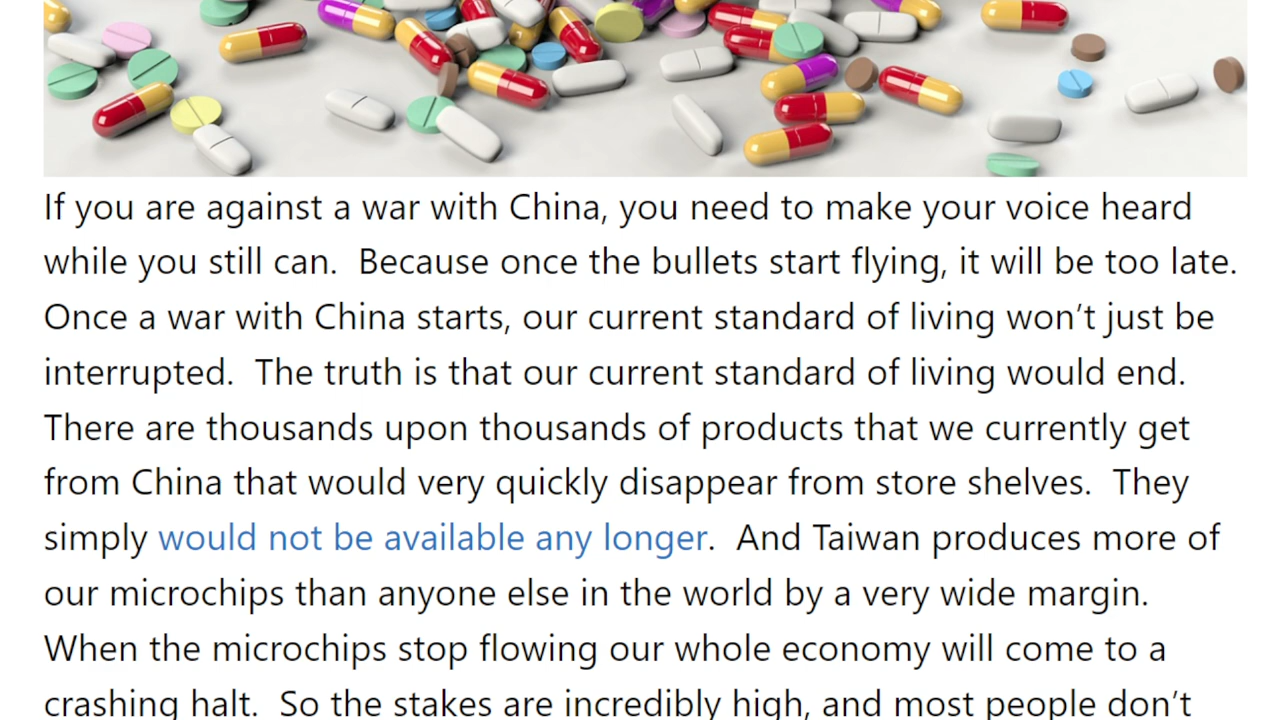 If you are against a war with China, you need to make your voice heard
while you still can.  Because once the bullets start flying, it will be too late.
Once a war with China starts, our current standard of living won’t just be
interrupted.  The truth is that our current standard of living would end.
There are thousands upon thousands of products that we currently get
from China that would very quickly disappear from store shelves.  They
simply would not be available any longer.  And Taiwan produces more of
our microchips than anyone else in the world by a very wide margin.
When the microchips stop flowing our whole economy will come to a
crashing halt.  So the stakes are incredibly high, and most people don’t